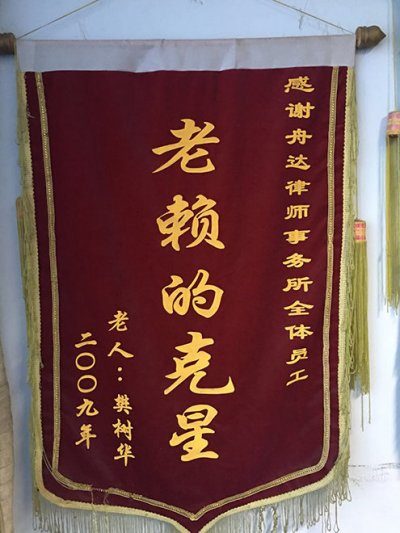 感谢舟达律师事务所全体员工
老赖的克星
老人：樊树华
二〇〇九年